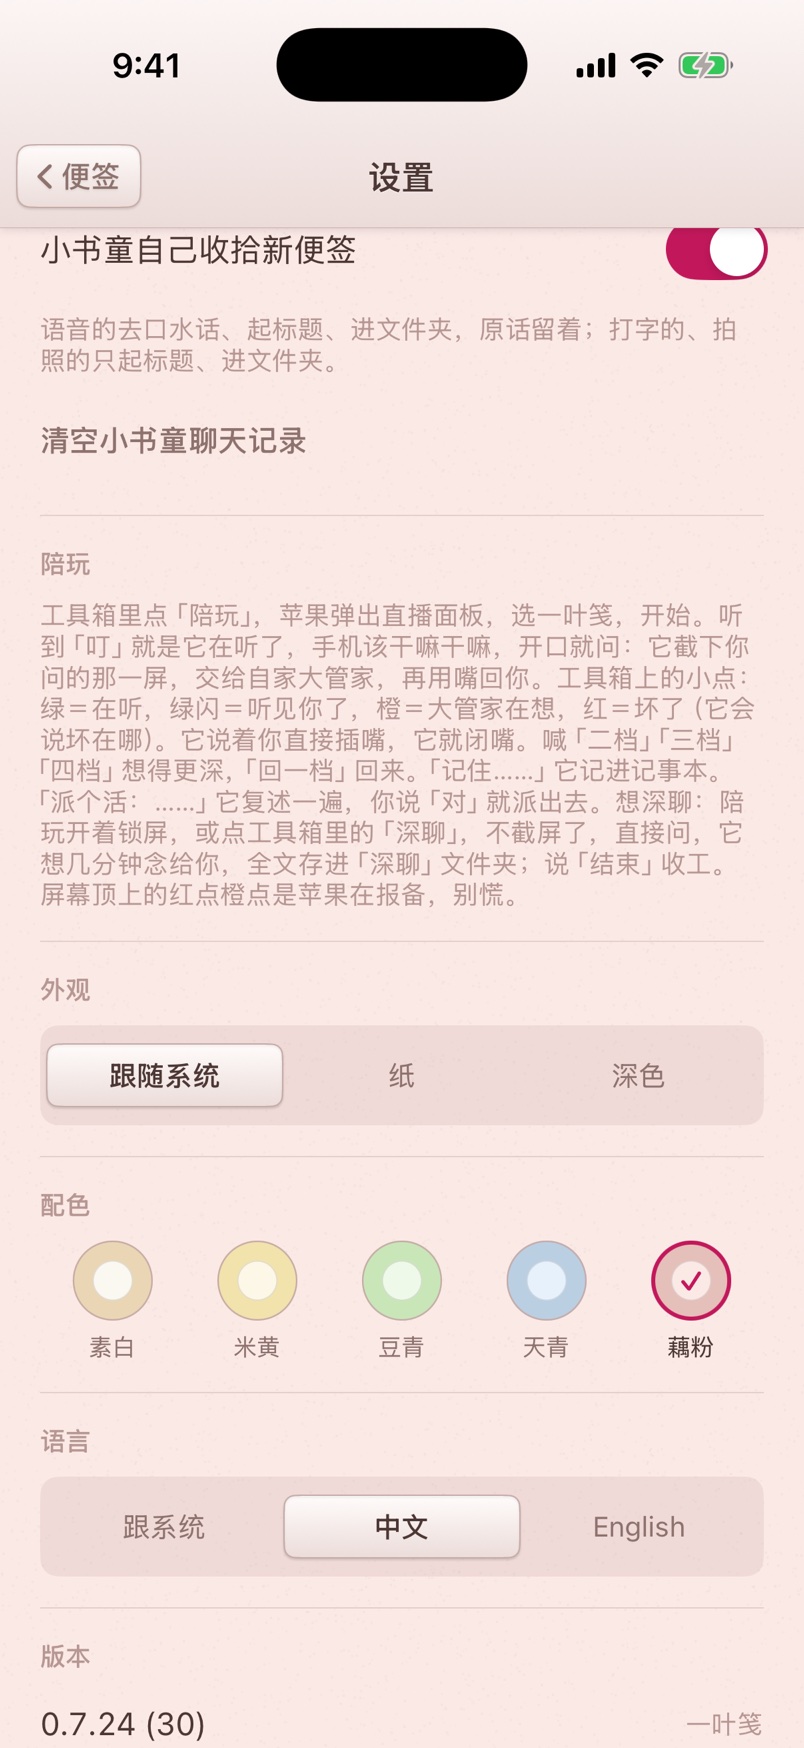 9:41
便签
设置
小书童自己收拾新便签
语音的去口水话、起标题、进文件夹，原话留着；打字的、拍
照的只起标题、进文件夹。
清空小书童聊天记录
陪玩
工具箱里点「陪玩」，苹果弹出直播面板，选一叶笺，开始。听
到「叮」就是它在听了，手机该干嘛干嘛，开口就问：它截下你
问的那一屏，交给自家大管家，再用嘴回你。工具箱上的小点：
绿＝在听，绿闪＝听见你了，橙＝大管家在想，红＝坏了（它会
说坏在哪）。它说着你直接插嘴，它就闭嘴。喊「二档」「三档」
「四档」想得更深，「回一档」回来。「记住……」它记进记事本。
「派个活：……」它复述一遍，你说「对」就派出去。想深聊：陪
玩开着锁屏，或点工具箱里的「深聊」，不截屏了，直接问，它
想几分钟念给你，全文存进「深聊」文件夹；说「结束」收工。
屏幕顶上的红点橙点是苹果在报备，别慌。
外观
跟随系统 纸 深色
配色
素白 米黄 豆青 天青 藕粉
语言
跟系统 中文 English
版本
0.7.24 (30) 一叶笺